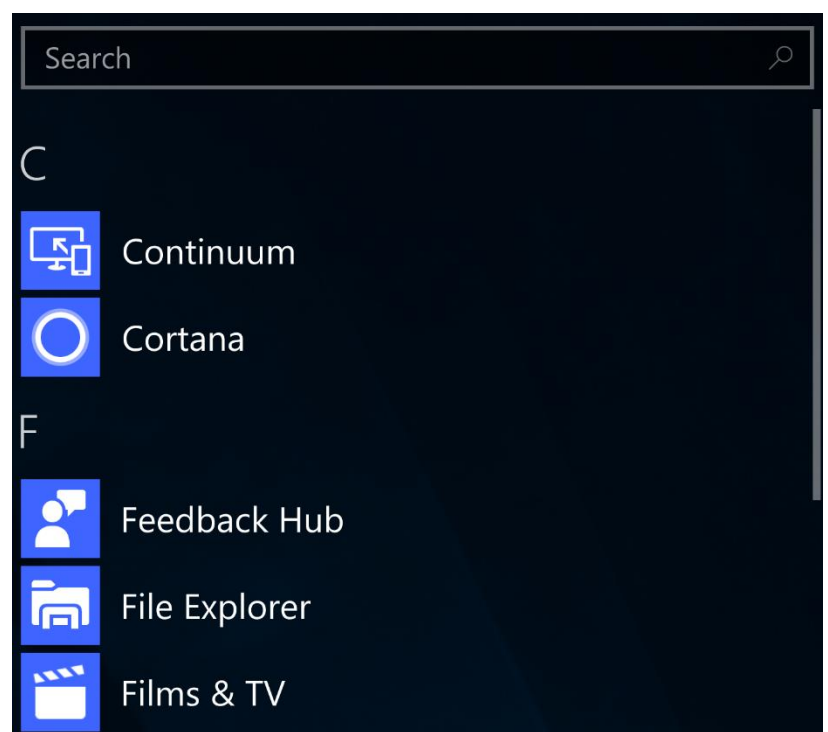 Search
C
Continuum
Cortana
F
Feedback Hub
File Explorer
Films & TV